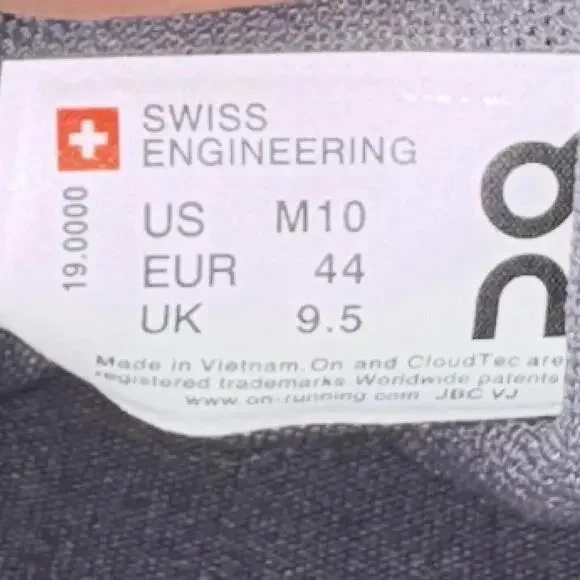 SWISS
ENGINEERING
19.0000
US M10
EUR 44
UK 9.5
Made in Vietnam. On and CloudTec are
registered trademarks Worldwide patents
www.on-running.com JBC VJ
on